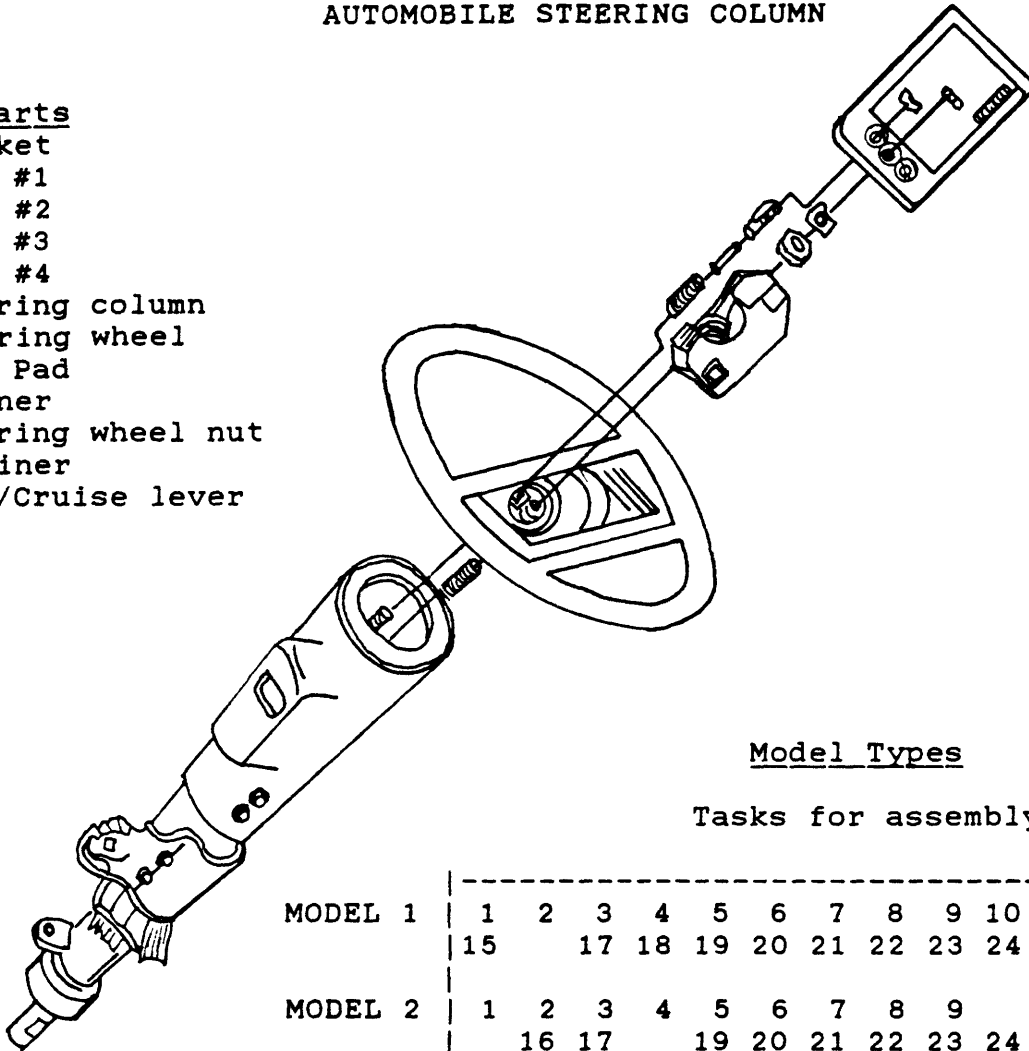 AUTOMOBILE STEERING COLUMN
arts
ket
#1
#2
#3
#4
ring column
ring wheel
Pad
ner
ring wheel nut
iner
/Cruise lever
Model Types
Tasks for assembly
MODEL 1 | 1 2 3 4 5 6 7 8 9 10
15 17 18 19 20 21 22 23 24
MODEL 2 | 1 2 3 4 5 6 7 8 9
16 17 19 20 21 22 23 24